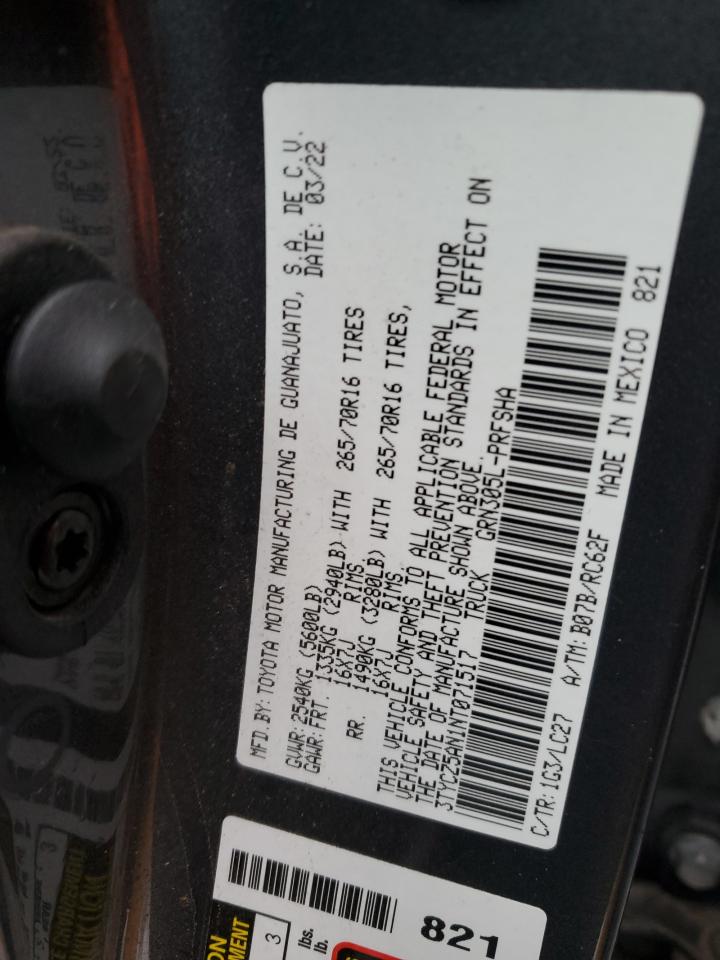 MFD.BY: TOYOTA MOTOR MANUFACTURING DE GUANAJUATO, S.A. DE C.V.
DATE: 03/22
GVWR:2540KG (5600LB)
GAWR:FRT. 1335KG (2940LB) WITH 265/70R16 TIRES
16X7J RIMS
RR. 1490KG (3280LB) WITH 265/70R16 TIRES,
16X7J RIMS.
THIS VEHICLE CONFORMS TO ALL APPLICABLE FEDERAL MOTOR
VEHICLE SAFETY AND THEFT PREVENTION STANDARDS IN EFFECT ON
THE DATE OF MANUFACTURE SHOWN ABOVE.
3TYCZ5AN1NT071517 TRUCK GRN305L-PRFSHA
C/TR:1G3/LC27 A/TM:B07B/RC62F MADE IN MEXICO 821
821
3
lbs.
lb.